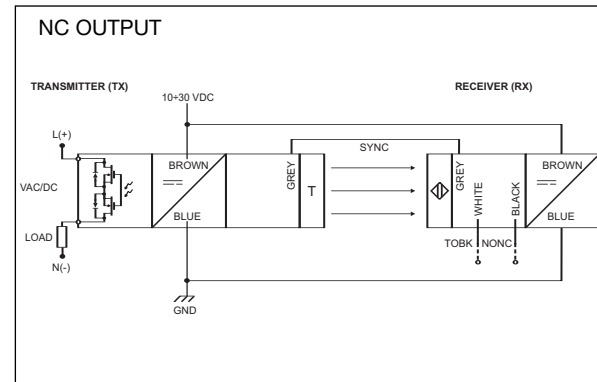 NC OUTPUT
TRANSMITTER (TX)
RECEIVER (RX)
10÷30 VDC
L(+)
SYNC
BROWN
GREY
GREY
BROWN
VAC/DC
T
WHITE
BLACK
BLUE
BLUE
LOAD
TOBK
NONC
N(-)
GND